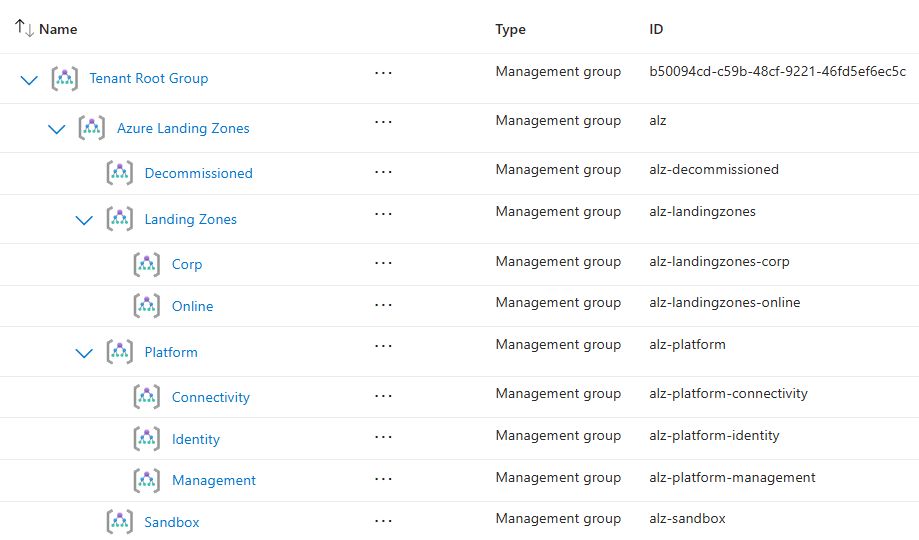 Name Type ID
Tenant Root Group ... Management group b50094cd-c59b-48cf-9221-46fd5ef6ec5c
Azure Landing Zones ... Management group alz
Decommissioned ... Management group alz-decommissioned
Landing Zones ... Management group alz-landingzones
Corp ... Management group alz-landingzones-corp
Online ... Management group alz-landingzones-online
Platform ... Management group alz-platform
Connectivity ... Management group alz-platform-connectivity
Identity ... Management group alz-platform-identity
Management ... Management group alz-platform-management
Sandbox ... Management group alz-sandbox